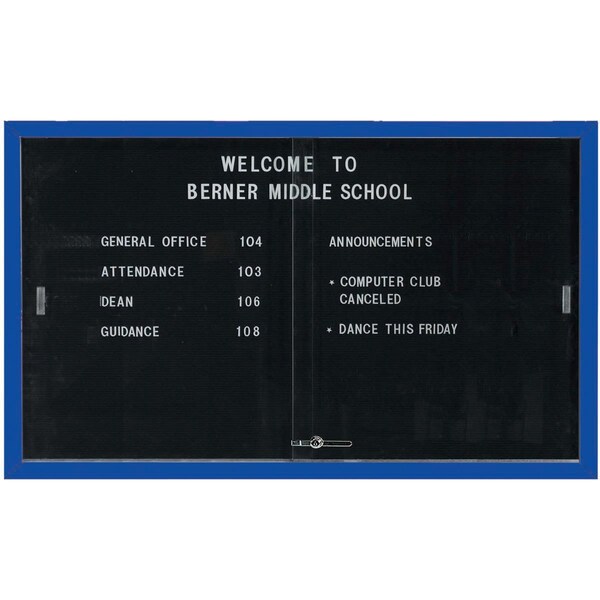 WELCOME TO
BERNER MIDDLE SCHOOL
GENERAL OFFICE 104
ATTENDANCE 103
DEAN 106
GUIDANCE 108
ANNOUNCEMENTS
* COMPUTER CLUB
CANCELED
* DANCE THIS FRIDAY